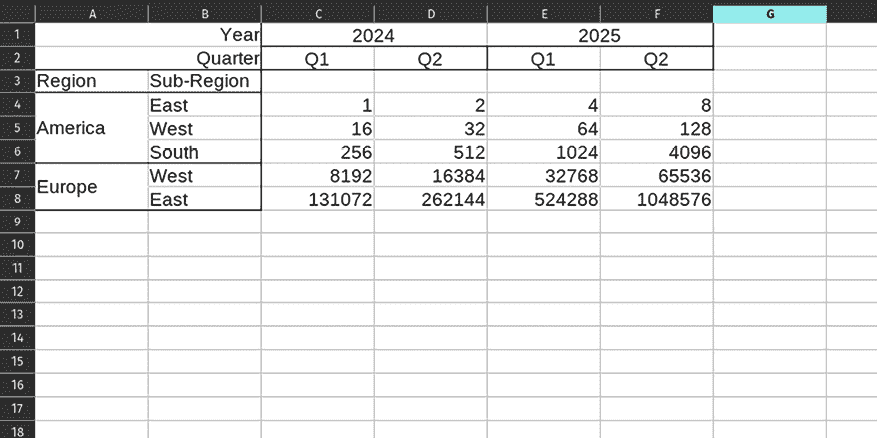 A B C D E F G
1 Year 2024 2025
2 Quarter Q1 Q2 Q1 Q2
3 Region Sub-Region
4 East 1 2 4 8
5 America West 16 32 64 128
6 South 256 512 1024 4096
7 Europe West 8192 16384 32768 65536
8 East 131072 262144 524288 1048576
9
10
11
12
13
14
15
16
17
18